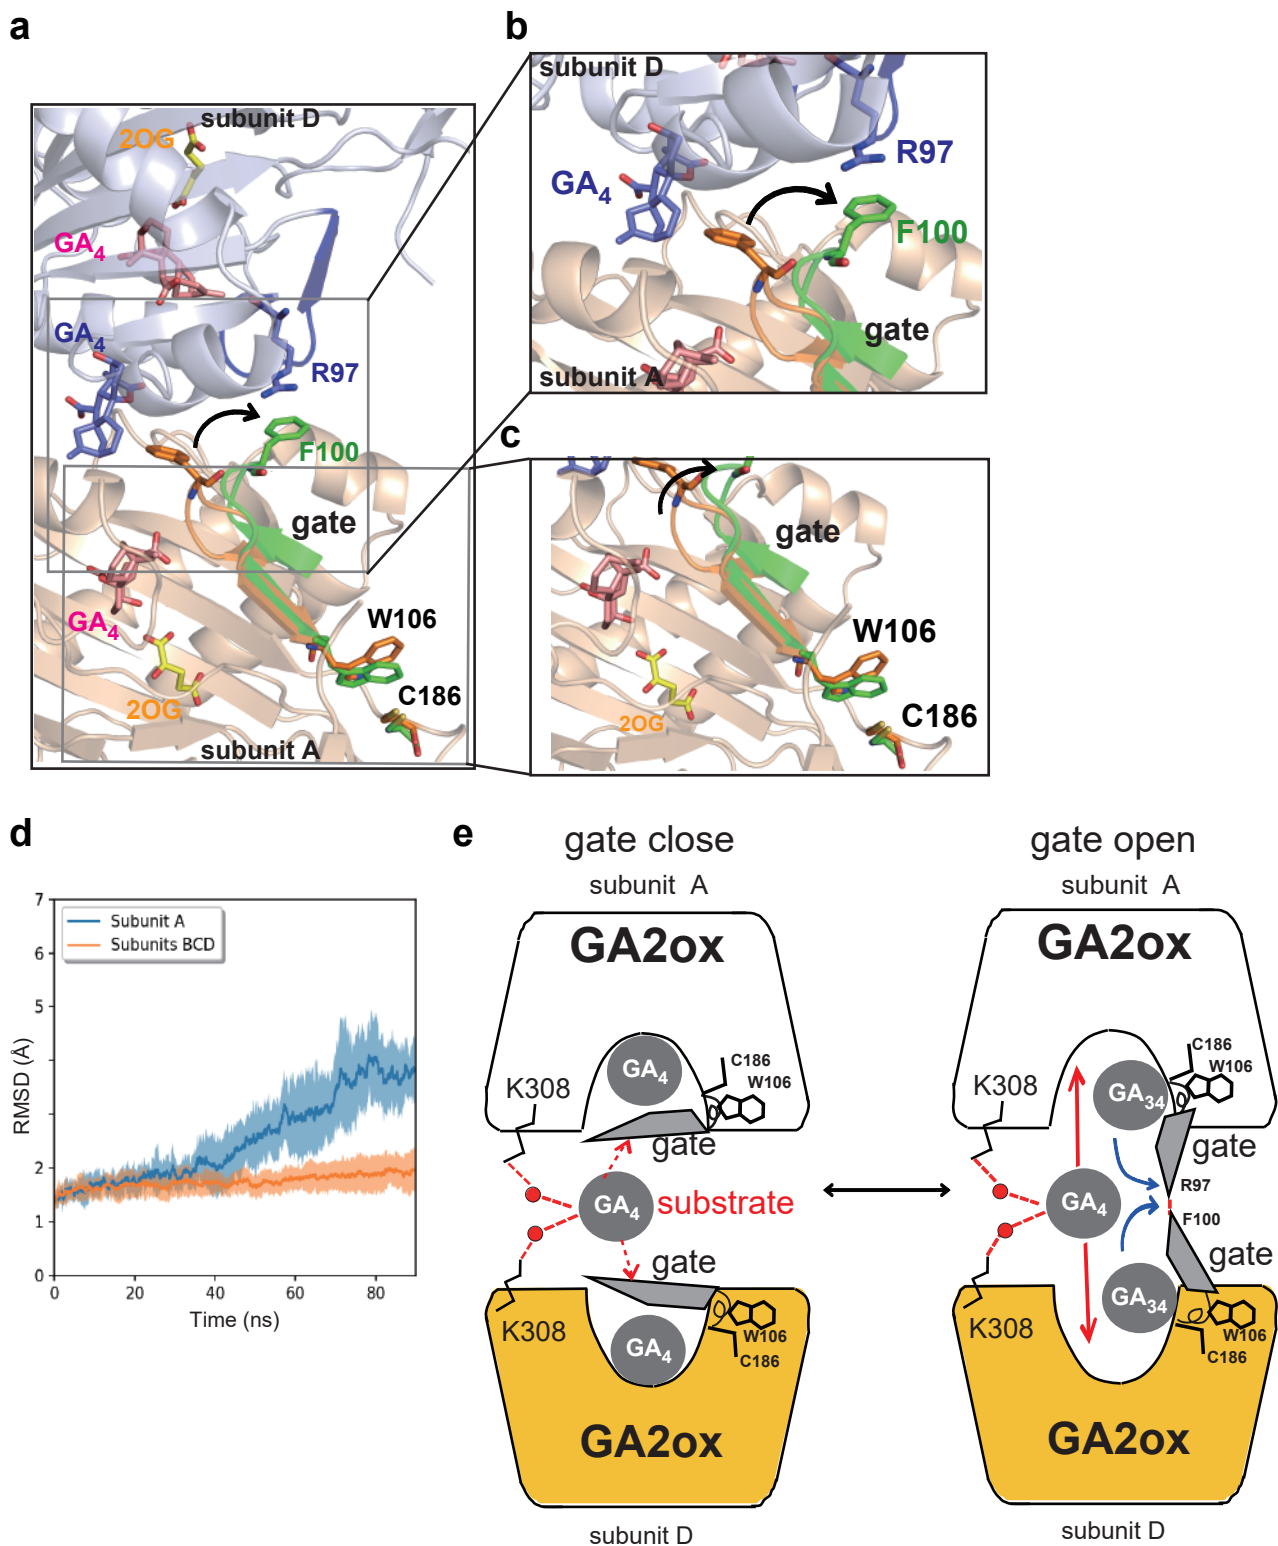 a
subunit D
2OG
GA4
GA4
R97
F100
gate
GA4
W106
2OG
C186
subunit A
b
subunit D
R97
GA4
F100
gate
subunit A
c
gate
W106
2OG
C186
d
7
6
5
2
1
0
RMSD (Å)
Subunit A
Subunits BCD
0 20 40 60 80
Time (ns)
e
gate close
subunit A
GA2ox
GA4
C186
W106
K308
gate
GA4
substrate
gate
K308
W106
C186
GA4
GA2ox
subunit D
gate open
subunit A
GA2ox
C186
W106
K308
GA34
gate
R97
GA4
F100
gate
GA34
K308
W106
C186
GA2ox
subunit D